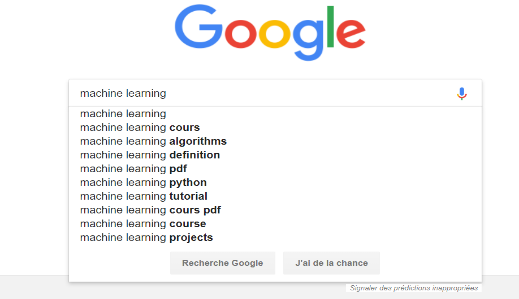 Google
machine learning
machine learning
machine learning cours
machine learning algorithms
machine learning definition
machine learning pdf
machine learning python
machine learning tutorial
machine learning cours pdf
machine learning course
machine learning projects
Recherche Google J'ai de la chance
Signaler des prédictions inappropriées